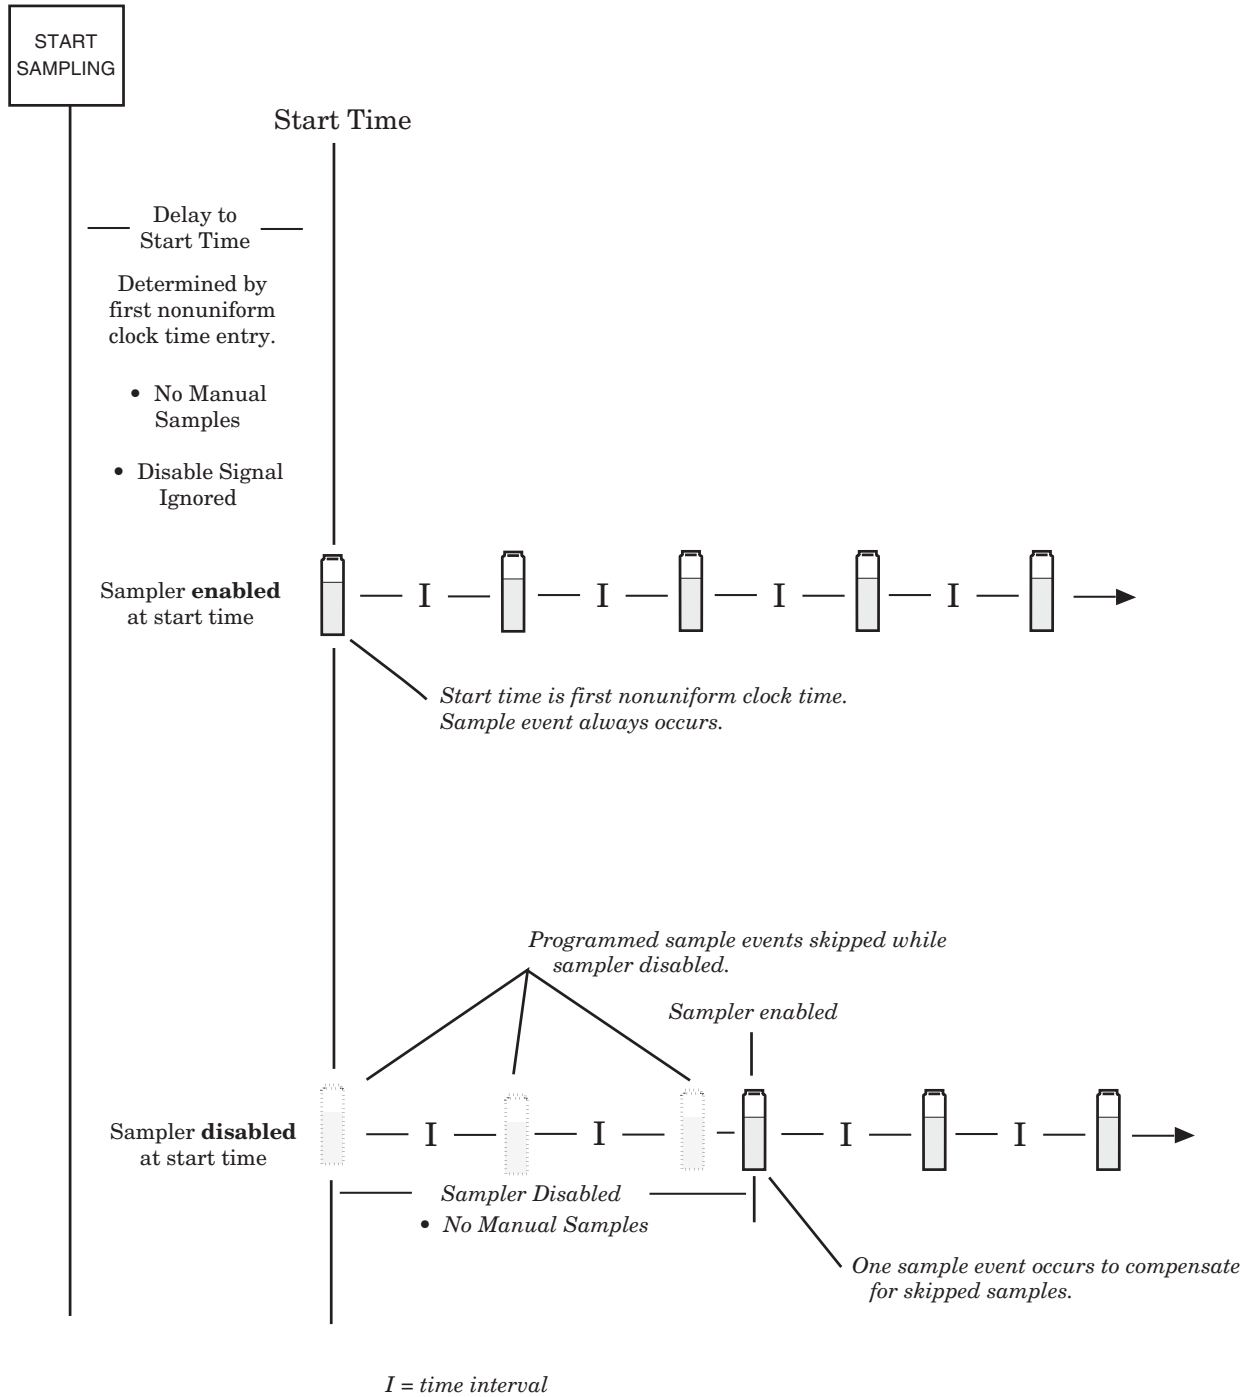 START
SAMPLING
Start Time
Delay to
Start Time
Determined by
first nonuniform
clock time entry.
• No Manual
Samples
• Disable Signal
Ignored
Sampler enabled
at start time
I I I I
Start time is first nonuniform clock time.
Sample event always occurs.
Programmed sample events skipped while
sampler disabled.
Sampler enabled
Sampler disabled
at start time
I I I I
Sampler Disabled
• No Manual Samples
One sample event occurs to compensate
for skipped samples.
I = time interval